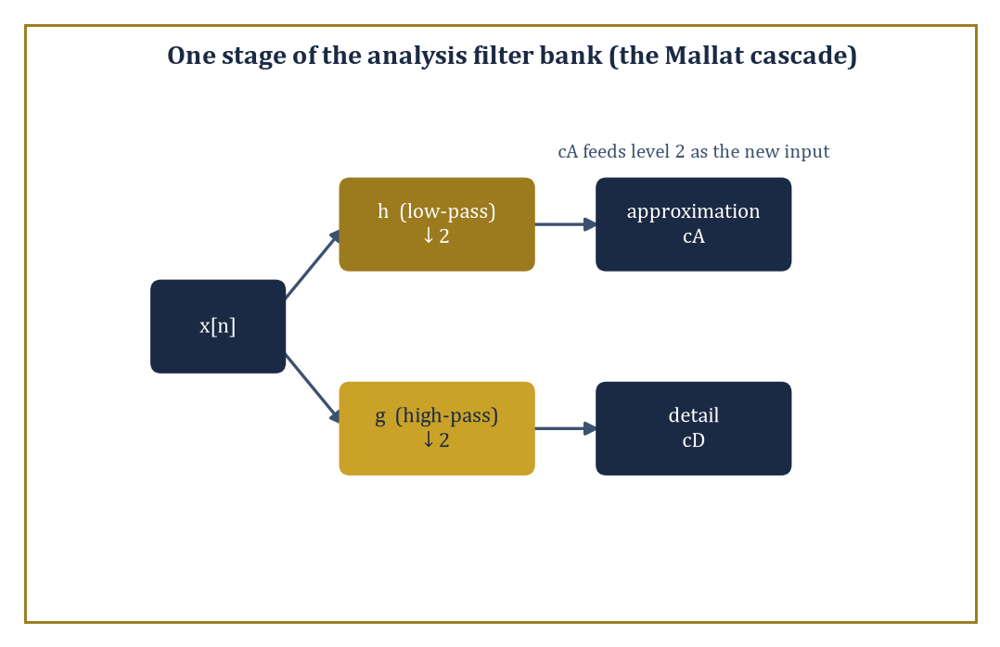 One stage of the analysis filter bank (the Mallat cascade)
cA feeds level 2 as the new input
h (low-pass)
↓2
approximation
cA
x[n]
g (high-pass)
↓2
detail
cD